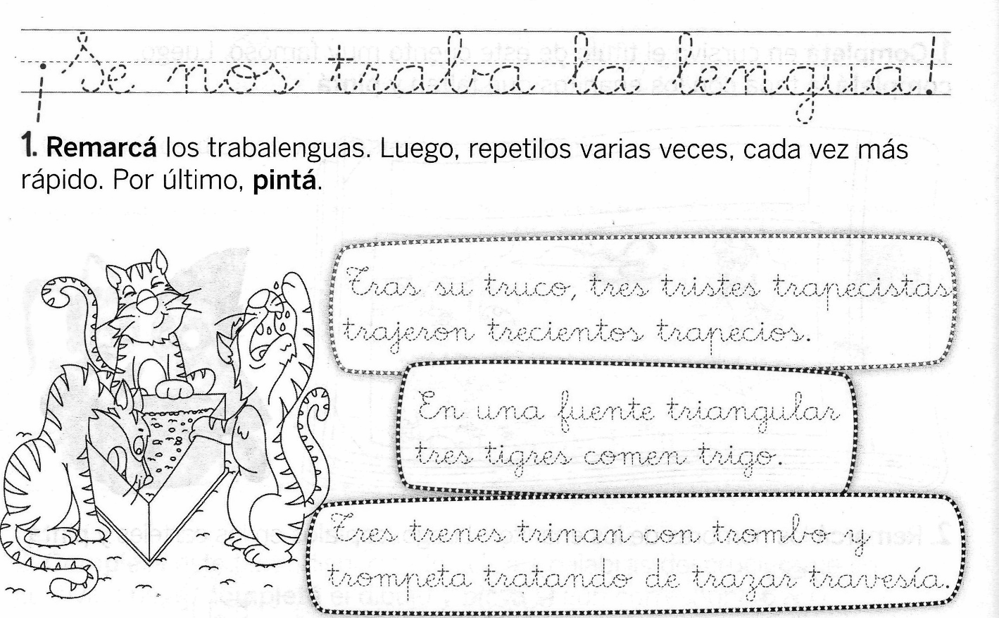 ¡Se nos traba la lengua!
1. Remarcá los trabalenguas. Luego, repetilos varias veces, cada vez más
rápido. Por último, pintá.
Tras su truco, tres tristes trapecistas
trajeron trecientos trapecios.
En una fuente triangular
tres tigres comen trigo.
Tres trenes trinan con trombo y
trompeta tratando de trazar travesía.